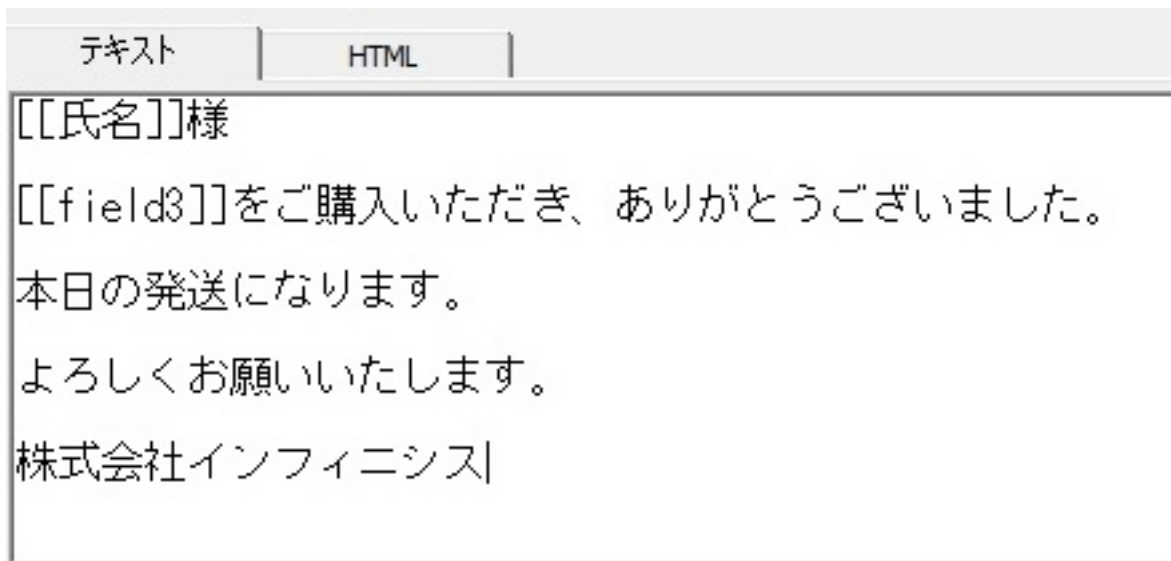 テキスト HTML
[[氏名]]様
[[field3]]をご購入いただき、ありがとうございました。
本日の発送になります。
よろしくお願いいたします。
株式会社インフィニシス